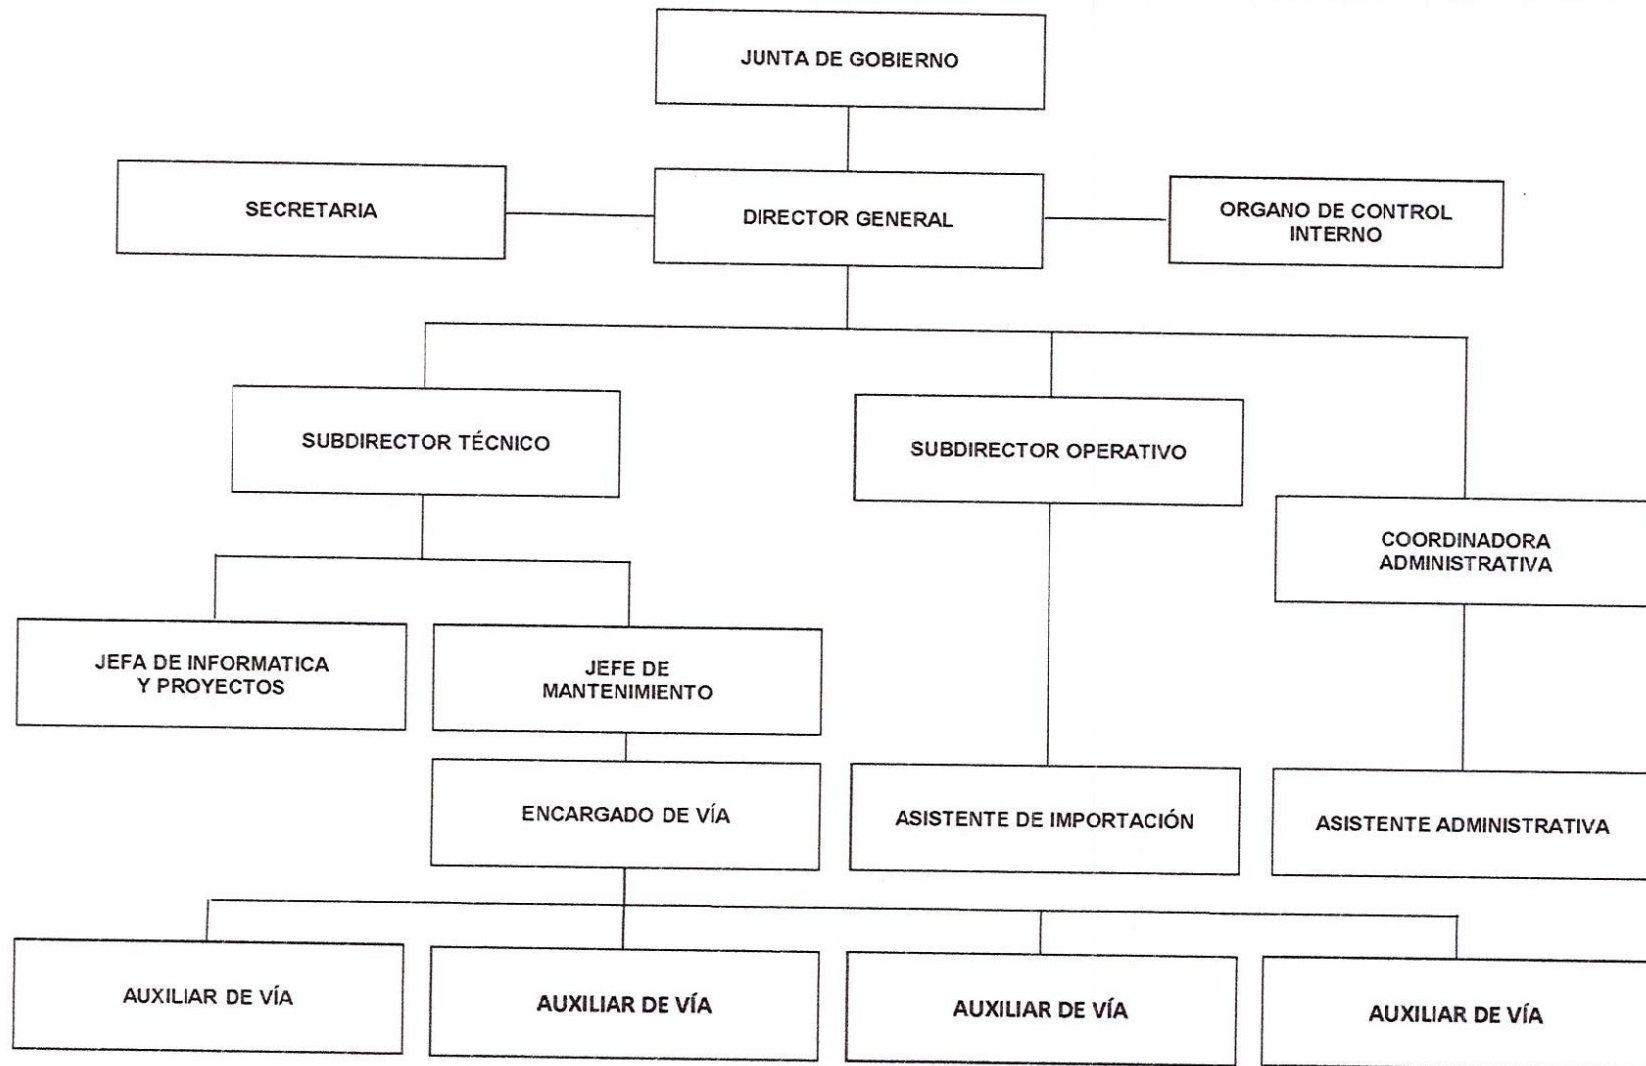 JUNTA DE GOBIERNO
SECRETARIA
DIRECTOR GENERAL
ORGANO DE CONTROL
INTERNO
SUBDIRECTOR TÉCNICO
SUBDIRECTOR OPERATIVO
COORDINADORA
ADMINISTRATIVA
JEFA DE INFORMATICA
Y PROYECTOS
JEFE DE
MANTENIMIENTO
ENCARGADO DE VÍA
ASISTENTE DE IMPORTACIÓN
ASISTENTE ADMINISTRATIVA
AUXILIAR DE VÍA
AUXILIAR DE VÍA
AUXILIAR DE VÍA
AUXILIAR DE VÍA